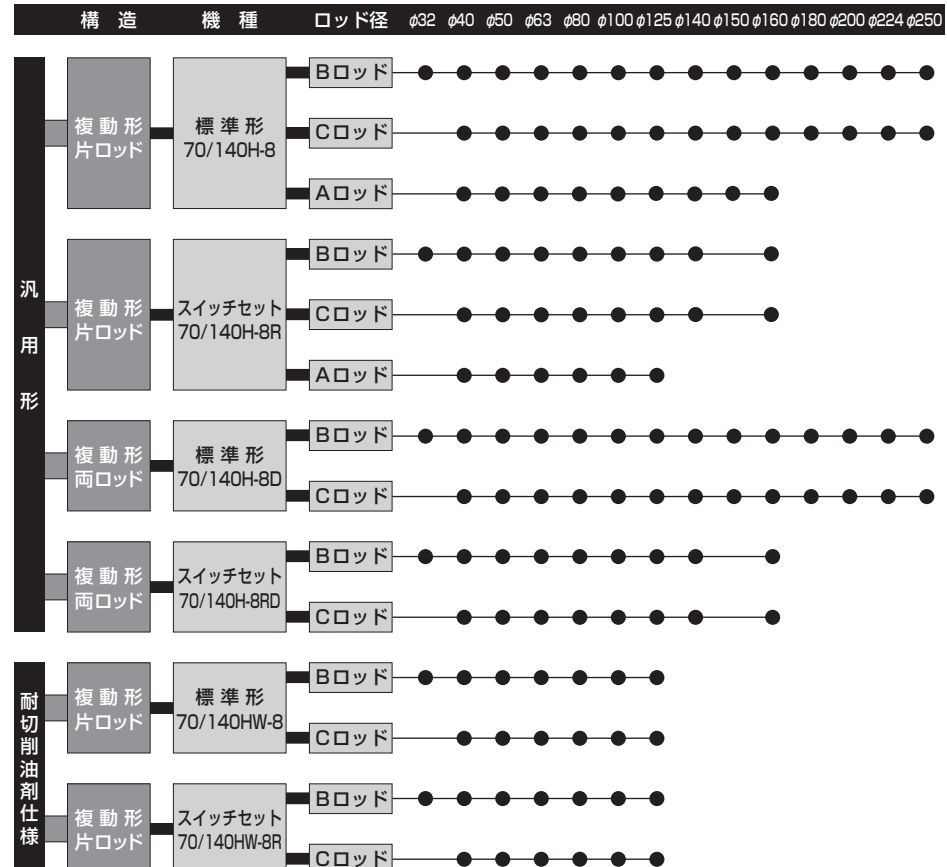 構 造 機 種 ロッド径 φ32 φ40 φ50 φ63 φ80 φ100 φ125 φ140 φ150 φ160 φ180 φ200 φ224 φ250
汎用形
複動形
片ロッド
標準形
70/140H-8
Bロッド
Cロッド
Aロッド
複動形
片ロッド
スイッチセット
70/140H-8R
Bロッド
Cロッド
Aロッド
複動形
両ロッド
標準形
70/140H-8D
Bロッド
Cロッド
複動形
両ロッド
スイッチセット
70/140H-8RD
Bロッド
Cロッド
耐切削油剤仕様
複動形
片ロッド
標準形
70/140HW-8
Bロッド
Cロッド
複動形
片ロッド
スイッチセット
70/140HW-8R
Bロッド
Cロッド